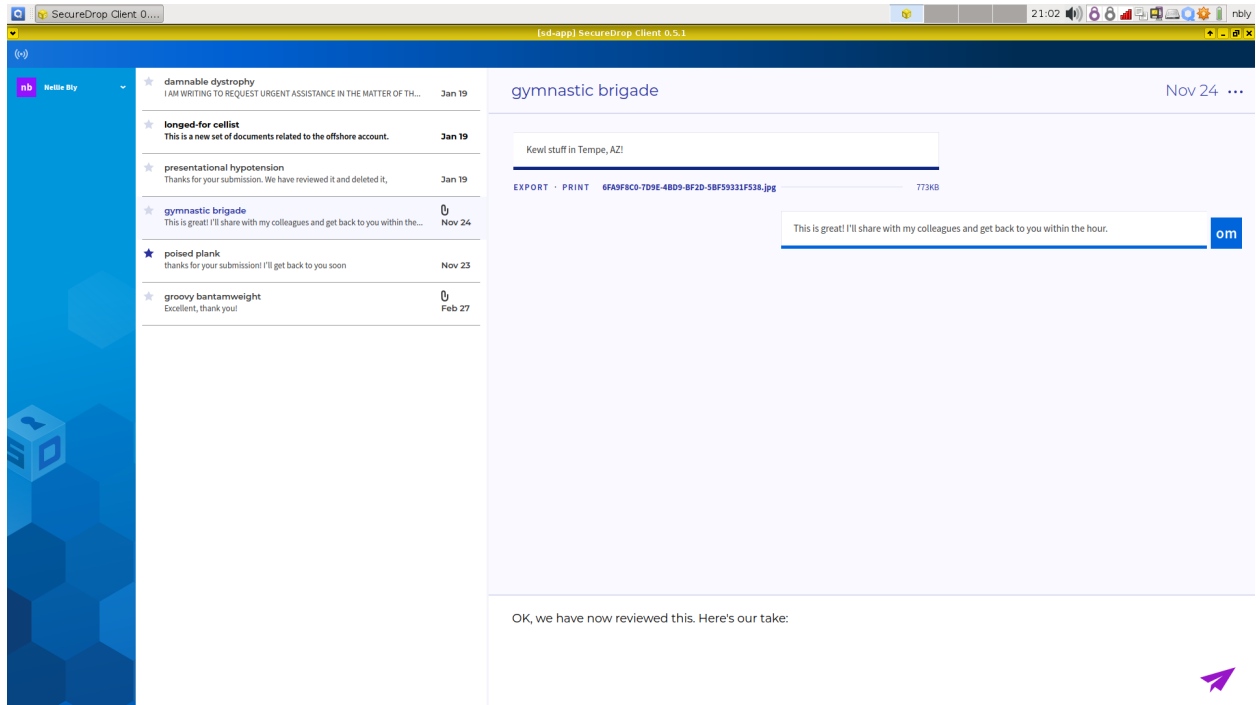 SecureDrop Client 0....
21:02
nbly
[sd-app] SecureDrop Client 0.5.1
nb
Nellie Bly
damnable dystrophy
I AM WRITING TO REQUEST URGENT ASSISTANCE IN THE MATTER OF TH...
Jan 19
longed-for cellist
This is a new set of documents related to the offshore account.
Jan 19
presentational hypotension
Thanks for your submission. We have reviewed it and deleted it,
Jan 19
gymnastic brigade
This is great! I'll share with my colleagues and get back to you within the...
Nov 24
poised plank
thanks for your submission! I'll get back to you soon
Nov 23
groovy bantamweight
Excellent, thank you!
Feb 27
SD
gymnastic brigade
Nov 24
Kewl stuff in Tempe, AZ!
EXPORT · PRINT 6FA9F8C0-7D9E-4BD9-BF2D-5BF59331F538.jpg 773KB
This is great! I'll share with my colleagues and get back to you within the hour.
om
OK, we have now reviewed this. Here's our take: